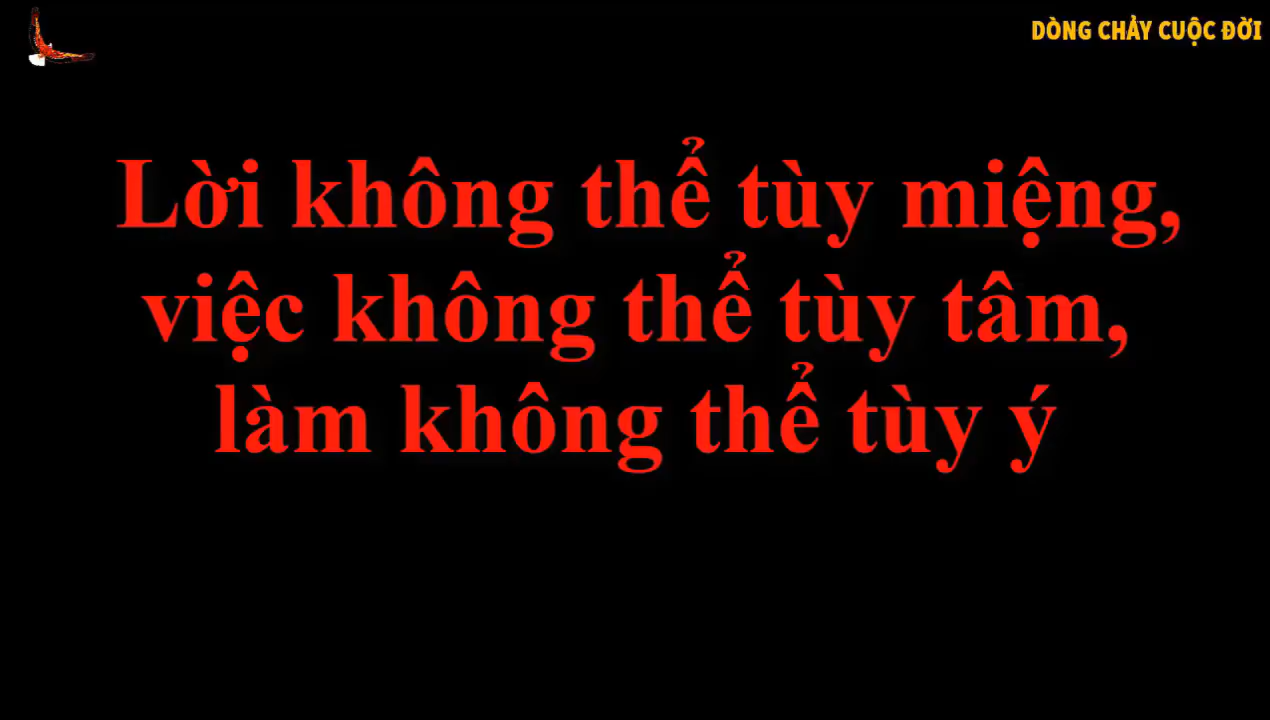 DÒNG CHẢY CUỘC ĐỜI
Lời không thể tùy miệng,
việc không thể tùy tâm,
làm không thể tùy ý